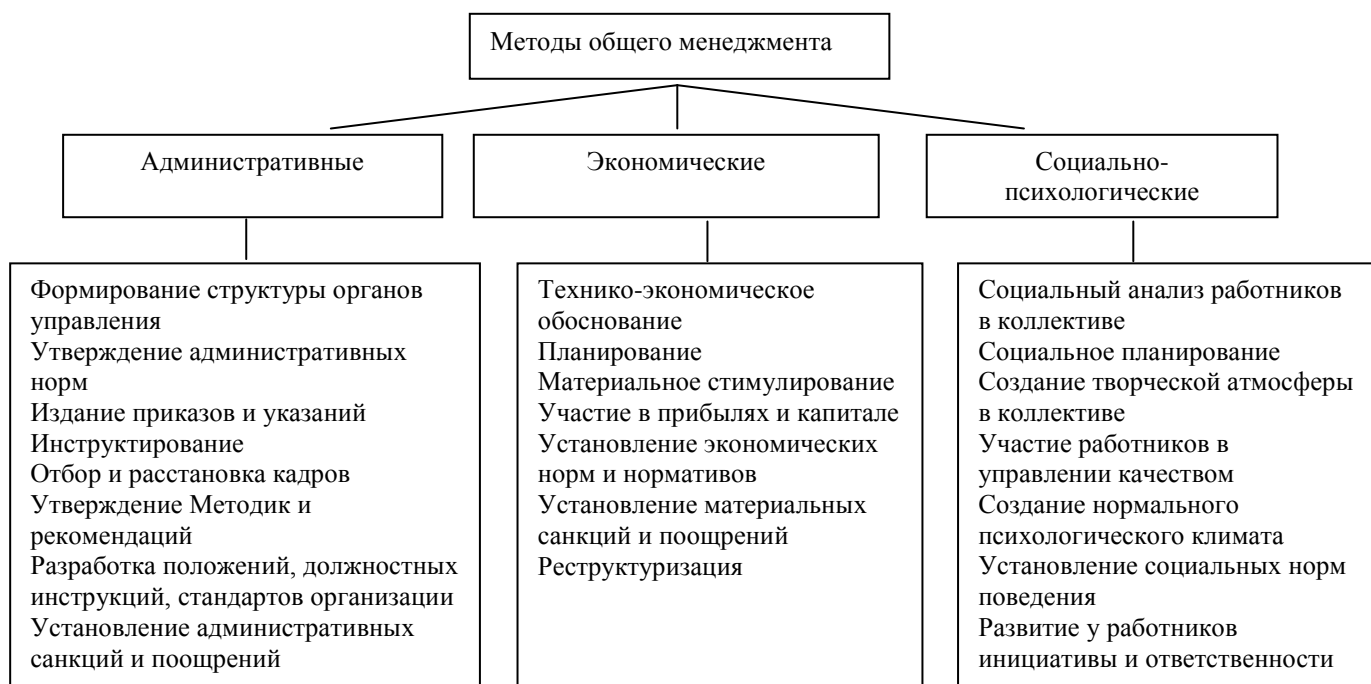 Методы общего менеджмента
Административные
Экономические
Социально-
психологические
Формирование структуры органов
управления
Утверждение административных
норм
Издание приказов и указаний
Инструктирование
Отбор и расстановка кадров
Утверждение Методик и
рекомендаций
Разработка положений, должностных
инструкций, стандартов организации
Установление административных
санкций и поощрений
Технико-экономическое
обоснование
Планирование
Материальное стимулирование
Участие в прибылях и капитале
Установление экономических
норм и нормативов
Установление материальных
санкций и поощрений
Реструктуризация
Социальный анализ работников
в коллективе
Социальное планирование
Создание творческой атмосферы
в коллективе
Участие работников в
управлении качеством
Создание нормального
психологического климата
Установление социальных норм
поведения
Развитие у работников
инициативы и ответственности